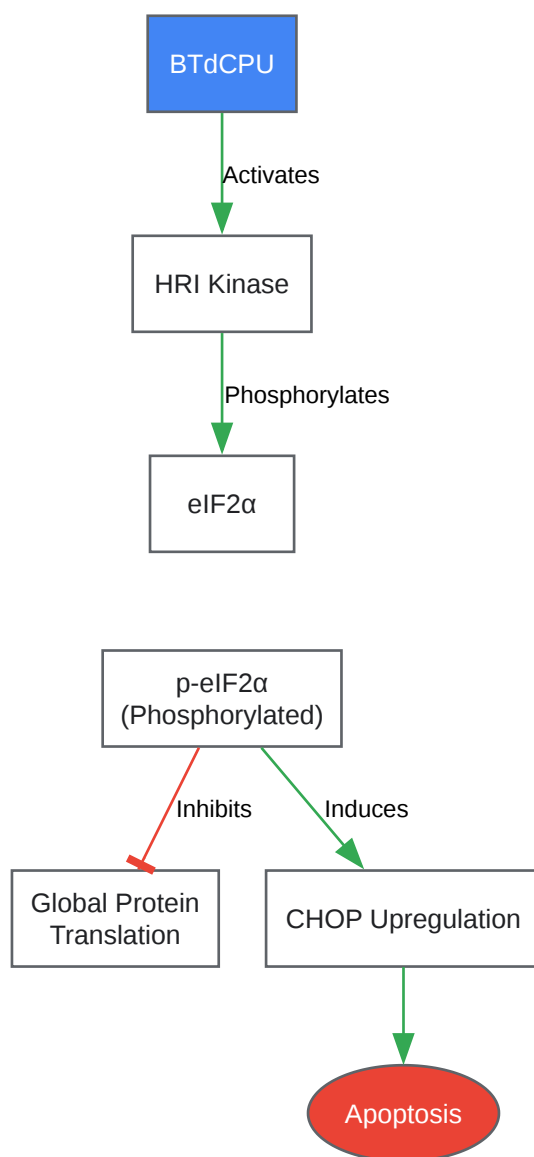 BTdCPU
Activates
HRI Kinase
Phosphorylates
eIF2α
p-eIF2α
(Phosphorylated)
Inhibits
Induces
Global Protein
Translation
CHOP Upregulation
Apoptosis